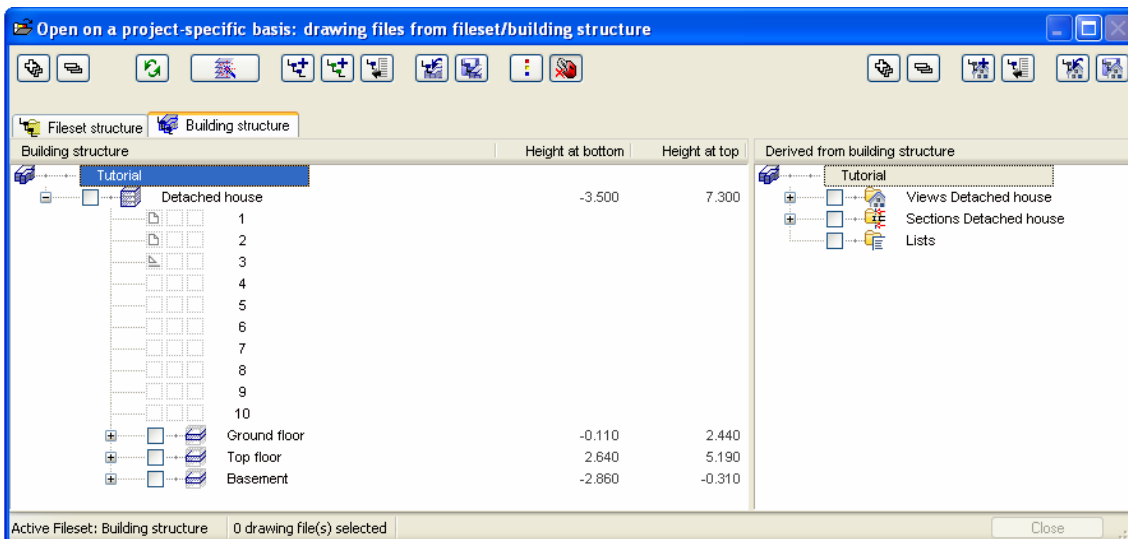 Open on a project-specific basis: drawing files from fileset/building structure
Fileset structure Building structure
Building structure Height at bottom Height at top Derived from building structure
Tutorial Tutorial
Detached house -3.500 7.300 Views Detached house
1 Sections Detached house
2 Lists
3
4
5
6
7
8
9
10
Ground floor -0.110 2.440
Top floor 2.640 5.190
Basement -2.860 -0.310
Active Fileset: Building structure 0 drawing file(s) selected Close